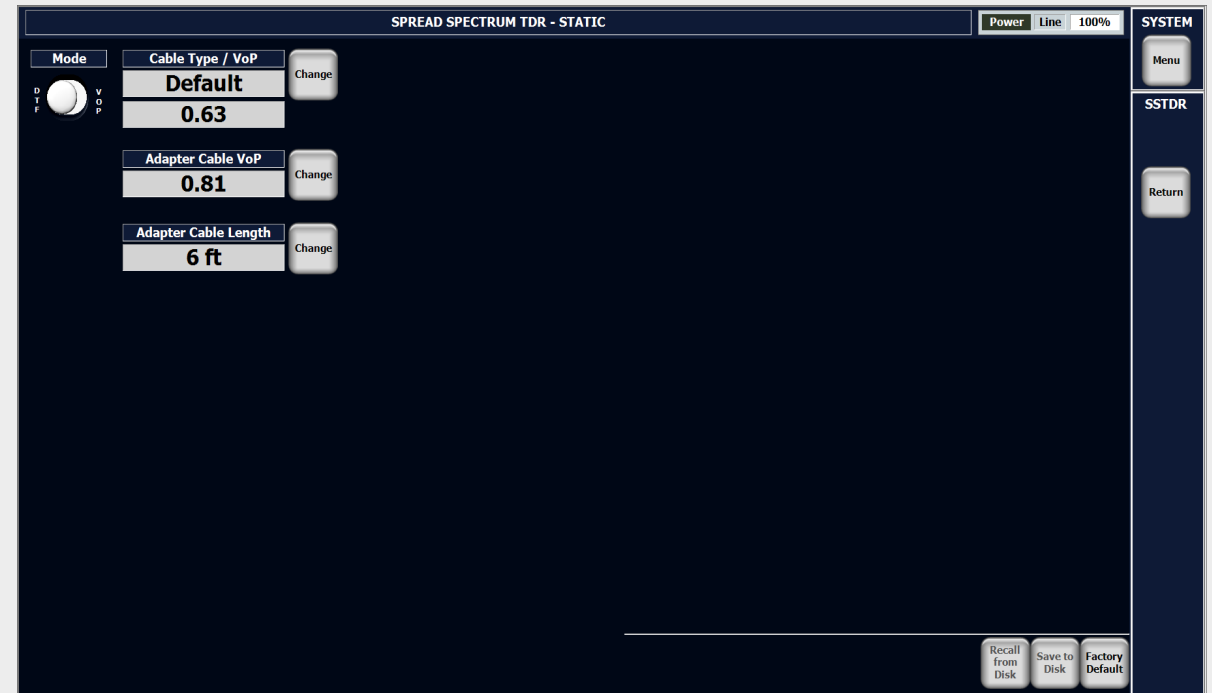 SPREAD SPECTRUM TDR - STATIC
Power Line 100%
SYSTEM
Menu
SSTDR
Return
Mode
D
T
F
V
O
P
Cable Type / VoP
Default
0.63
Change
Adapter Cable VoP
0.81
Change
Adapter Cable Length
6 ft
Change
Recall
from
Disk
Save to
Disk
Factory
Default